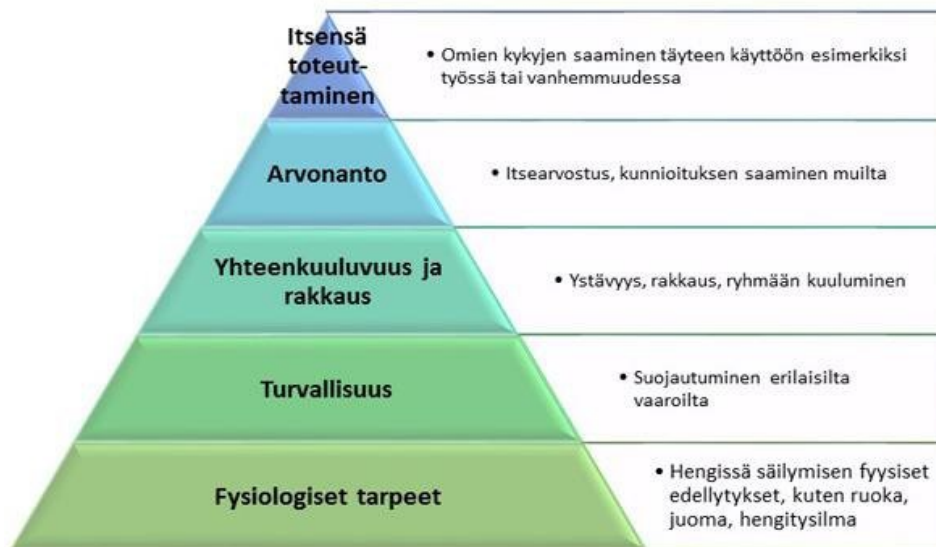 Itsensä
toteut-
taminen
• Omien kykyjen saaminen täyteen käyttöön esimerkiksi
työssä tai vanhemmuudessa
Arvonanto
• Itsearvostus, kunnioituksen saaminen muilta
Yhteenkuuluvuus ja
rakkaus
• Ystävyys, rakkaus, ryhmään kuuluminen
Turvallisuus
• Suojautuminen erilaisilta
vaaroilta
Fysiologiset tarpeet
• Hengissä säilymisen fyysiset
edellytykset, kuten ruoka,
juoma, hengitysilma